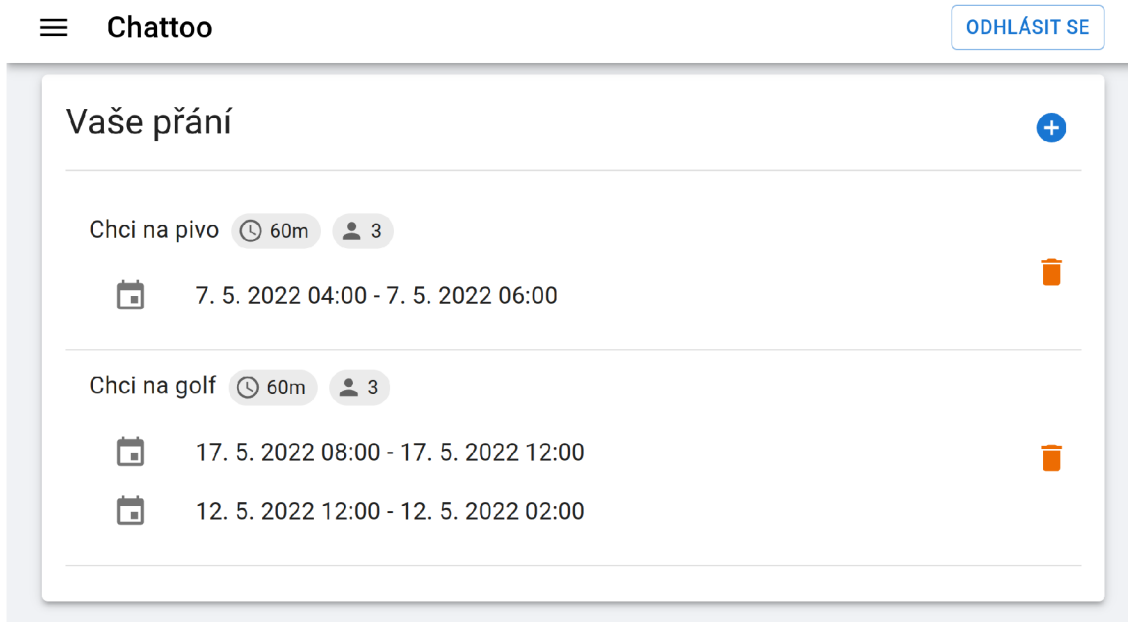 Chattoo
ODHLÁSIT SE
Vaše přání
Chci na pivo 60m 3
7. 5. 2022 04:00 - 7. 5. 2022 06:00
Chci na golf 60m 3
17. 5. 2022 08:00 - 17. 5. 2022 12:00
12. 5. 2022 12:00 - 12. 5. 2022 02:00